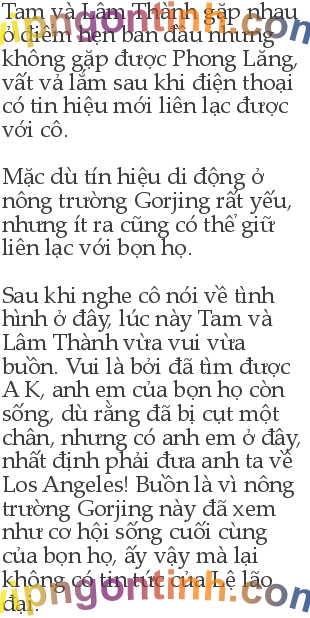 Tam và Lâm Thành gặp nhau
ở điểm hẹn ban đầu nhưng
không gặp được Phong Lăng,
vất vả lắm sau khi điện thoại
có tin hiệu mới liên lạc được
với cô.
Mặc dù tín hiệu di động ở
nông trường Gorjing rất yếu,
nhưng ít ra cũng có thể giữ
liên lạc với bọn họ.
Sau khi nghe cô nói về tình
hình ở đây, lúc này Tam và
Lâm Thành vừa vui vừa
buồn. Vui là bởi đã tìm được
A K, anh em của bọn họ còn
sống, dù rằng đã bị cụt một
chân, nhưng có anh em ở đây,
nhất định phải đưa anh ta về
Los Angeles! Buồn là vì nông
trường Gorjing này đã xem
như cơ hội sống cuối cùng
của bọn họ, ấy vậy mà lại
không có tin tức của Lệ lão
đại.
vipngontinh.com
vipngontinh.com